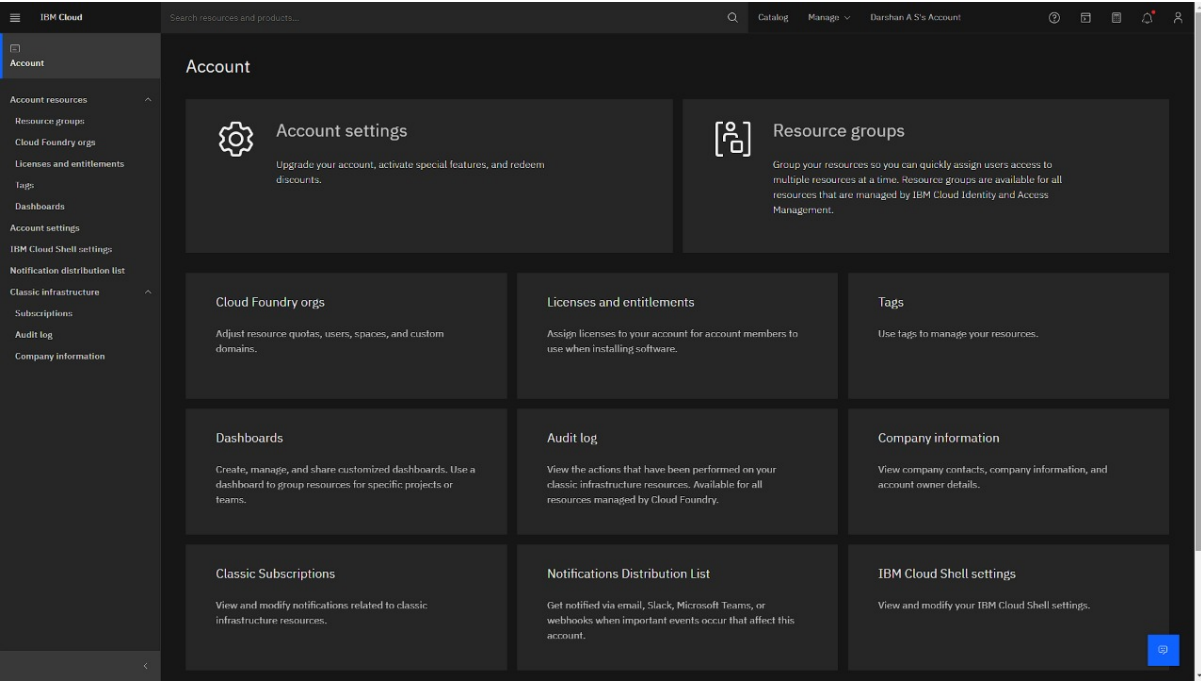 IBM Cloud
Search resources and products...
Catalog
Manage
Darshan A S's Account
Account
Account resources
Resource groups
Cloud Foundry orgs
Licenses and entitlements
Tags
Dashboards
Account settings
IBM Cloud Shell settings
Notification distribution list
Classic infrastructure
Subscriptions
Audit log
Company information
Account
Account settings
Upgrade your account, activate special features, and redeem
discounts.
Resource groups
Group your resources so you can quickly assign users access to
multiple resources at a time. Resource groups are available for all
resources that are managed by IBM Cloud Identity and Access
Management.
Cloud Foundry orgs
Adjust resource quotas, users, spaces, and custom
domains.
Licenses and entitlements
Assign licenses to your account for account members to
use when installing software.
Tags
Use tags to manage your resources.
Dashboards
Create, manage, and share customized dashboards. Use a
dashboard to group resources for specific projects or
teams.
Audit log
View the actions that have been performed on your
classic infrastructure resources. Available for all
resources managed by Cloud Foundry.
Company information
View company contacts, company information, and
account owner details.
Classic Subscriptions
View and modify notifications related to classic
infrastructure resources.
Notifications Distribution List
Get notified via email, Slack, Microsoft Teams, or
webhooks when important events occur that affect this
account.
IBM Cloud Shell settings
View and modify your IBM Cloud Shell settings.